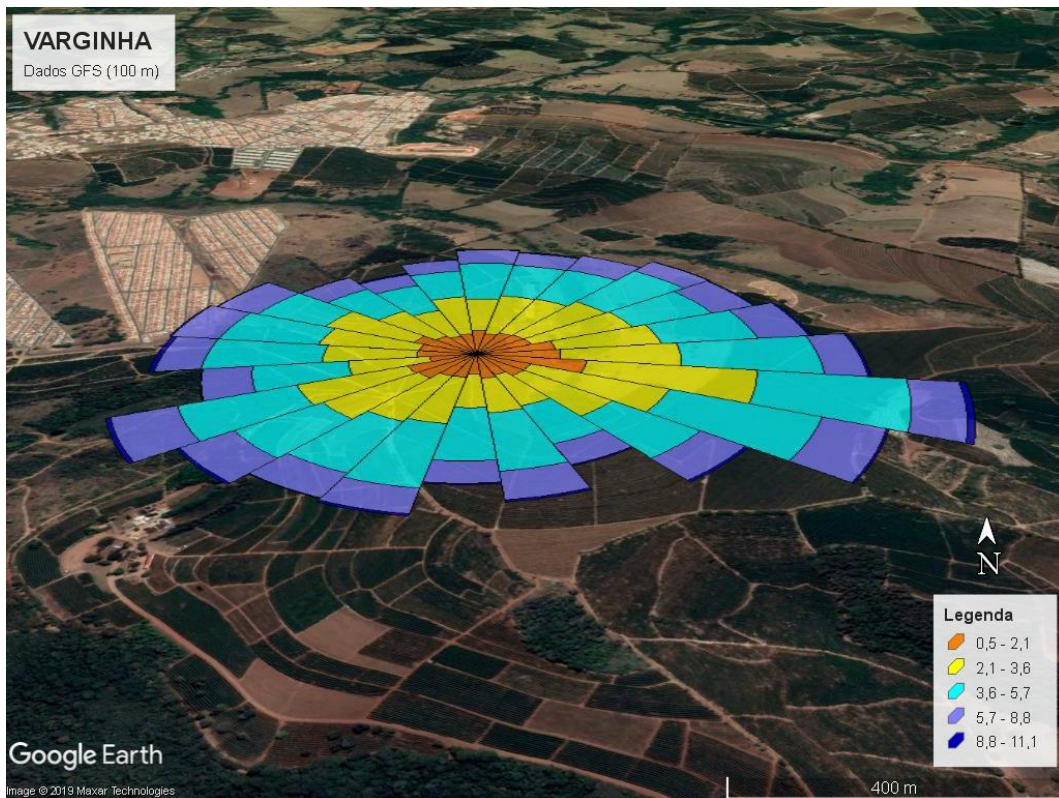 VARGINHA
Dados GFS (100 m)
N
Legenda
0,5 - 2,1
2,1 - 3,6
3,6 - 5,7
5,7 - 8,8
8,8 - 11,1
Google Earth
Image © 2019 Maxar Technologies
400 m